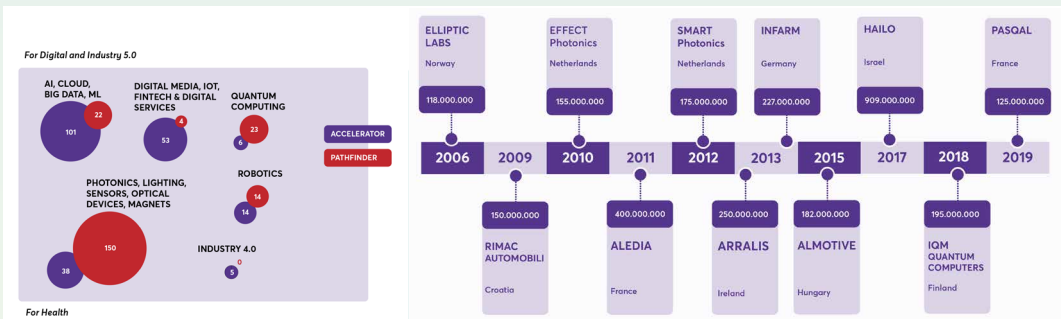 For Digital and Industry 5.0
AI, CLOUD,
BIG DATA, ML
22
101
DIGITAL MEDIA, IOT,
FINTECH & DIGITAL
SERVICES
4
53
QUANTUM
COMPUTING
23
6
ACCELERATOR
PATHFINDER
PHOTONICS, LIGHTING,
SENSORS, OPTICAL
DEVICES, MAGNETS
150
38
ROBOTICS
14
14
INDUSTRY 4.0
0
5
For Health
ELLIPTIC
LABS
Norway
118.000.000
EFFECT
Photonics
Netherlands
155.000.000
SMART
Photonics
Netherlands
175.000.000
INFARM
Germany
227.000.000
HAILO
Israel
909.000.000
PASQAL
France
125.000.000
2006 2009 2010 2011 2012 2013 2015 2017 2018 2019
150.000.000
RIMAC
AUTOMOBILI
Croatia
400.000.000
ALEDIA
France
250.000.000
ARRALIS
Ireland
182.000.000
ALMOTIVE
Hungary
195.000.000
IQM
QUANTUM
COMPUTERS
Finland